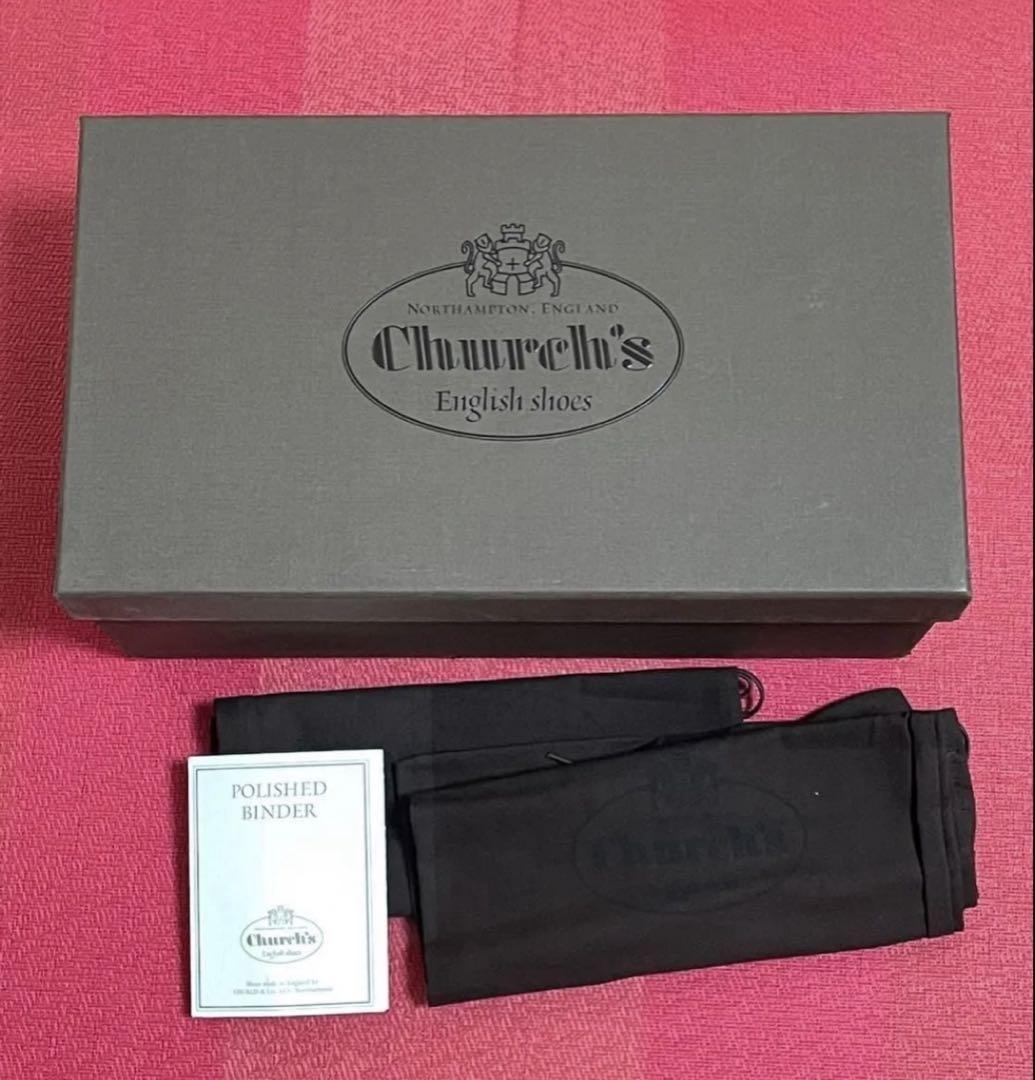 NORTHAMPTON, ENGLAND
Church's
English shoes
POLISHED
BINDER
Church's
English shoes
Church's